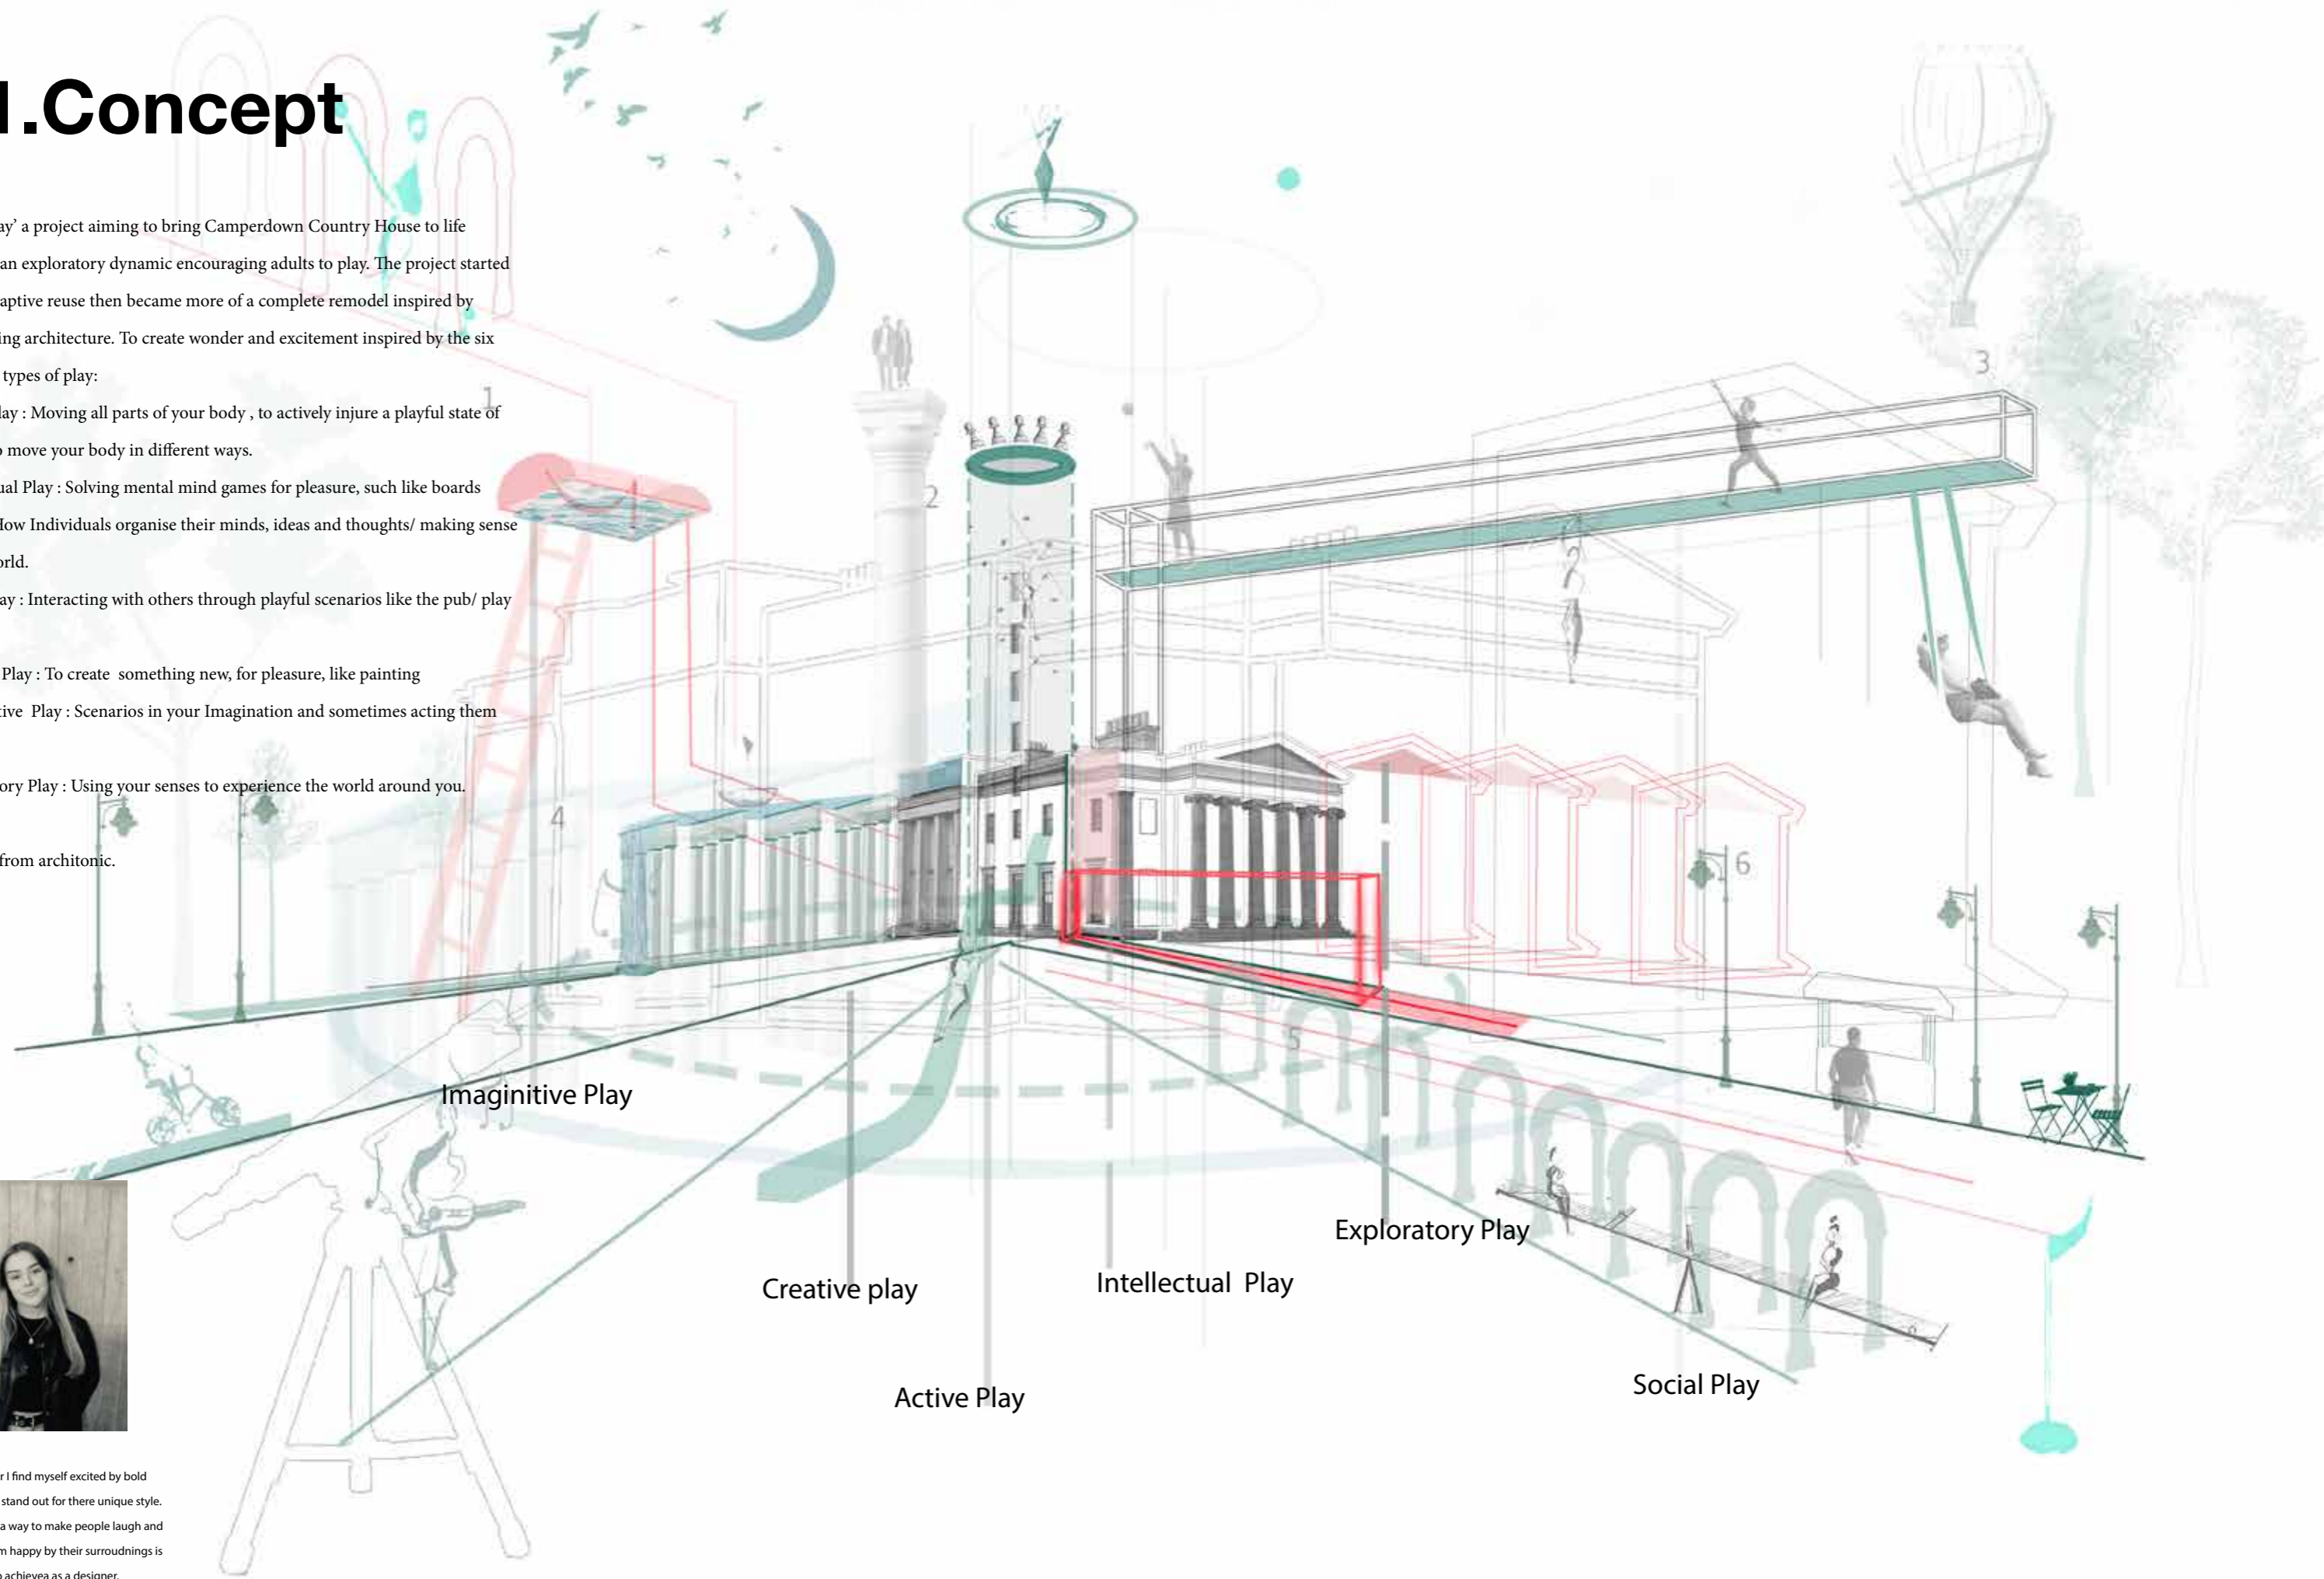 1.Concept
ay’ a project aiming to bring Camperdown Country House to life
an exploratory dynamic encouraging adults to play. The project started
aptive reuse then became more of a complete remodel inspired by
ing architecture. To create wonder and excitement inspired by the six
types of play:
lay : Moving all parts of your body , to actively injure a playful state of
o move your body in different ways.
ual Play : Solving mental mind games for pleasure, such like boards
How Individuals organise their minds, ideas and thoughts/ making sense
orld.
ay : Interacting with others through playful scenarios like the pub/ play
Play : To create something new, for pleasure, like painting
tive Play : Scenarios in your Imagination and sometimes acting them
ory Play : Using your senses to experience the world around you.
from architonic.
1
2
3
4
5
6
Imaginitive Play
Creative play
Active Play
Intellectual Play
Exploratory Play
Social Play
r I find myself excited by bold
stand out for there unique style.
a way to make people laugh and
m happy by their surroudnings is
o achievea as a designer.